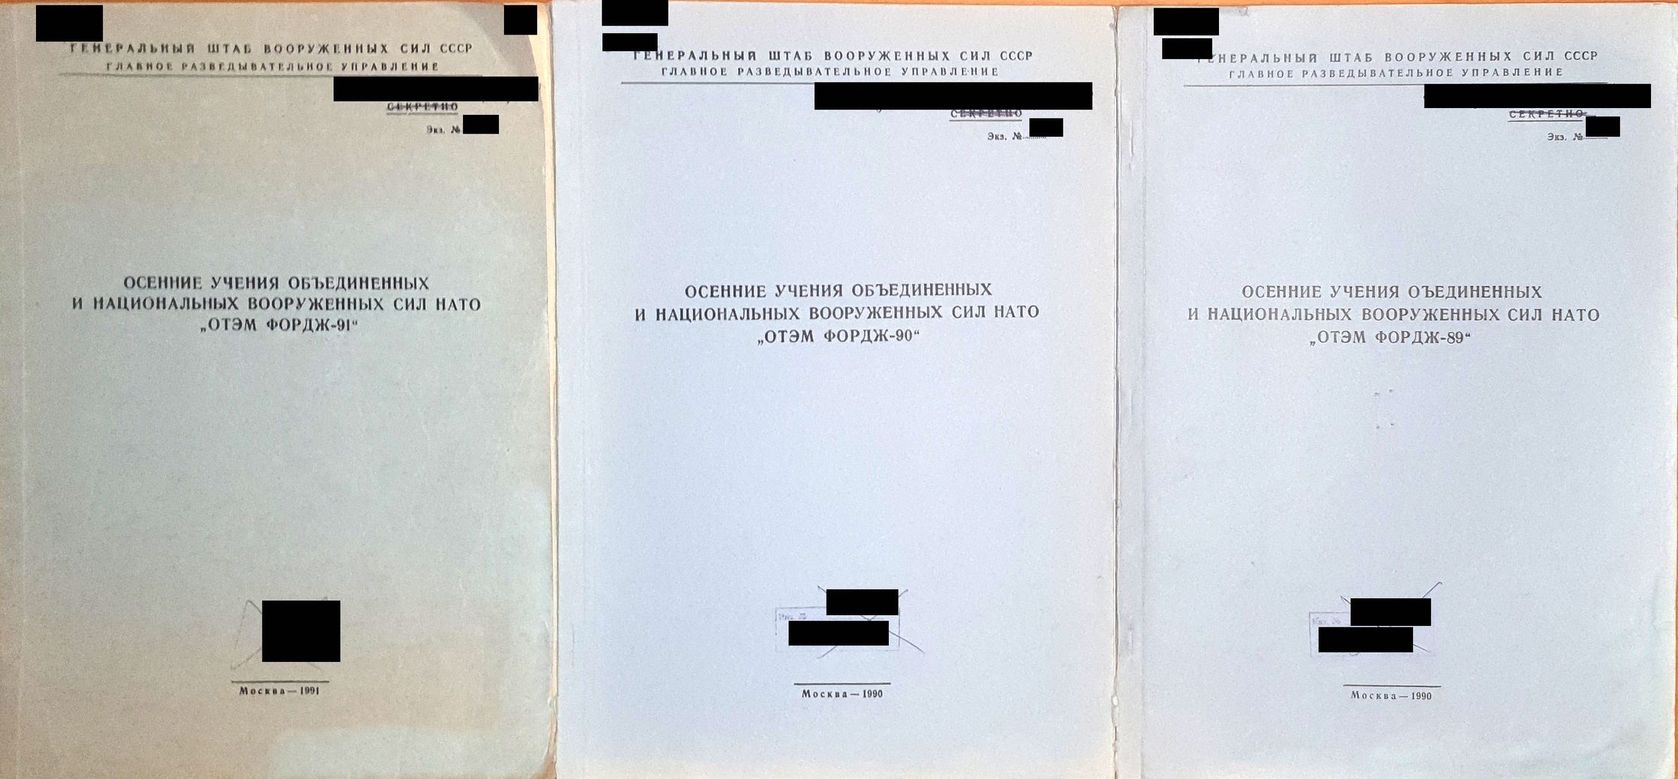 ГЕНЕРАЛЬНЫЙ ШТАБ ВООРУЖЕННЫХ СИЛ СССР
ГЛАВНОЕ РАЗВЕДЫВАТЕЛЬНОЕ УПРАВЛЕНИЕ
СЕКРЕТНО
Экз. №
ОСЕННИЕ УЧЕНИЯ ОБЪЕДИНЕННЫХ
И НАЦИОНАЛЬНЫХ ВООРУЖЕННЫХ СИЛ НАТО
„ОТЭМ ФОРДЖ-91“
Москва — 1991
ГЕНЕРАЛЬНЫЙ ШТАБ ВООРУЖЕННЫХ СИЛ СССР
ГЛАВНОЕ РАЗВЕДЫВАТЕЛЬНОЕ УПРАВЛЕНИЕ
СЕКРЕТНО
Экз. №
ОСЕННИЕ УЧЕНИЯ ОБЪЕДИНЕННЫХ
И НАЦИОНАЛЬНЫХ ВООРУЖЕННЫХ СИЛ НАТО
„ОТЭМ ФОРДЖ-90“
Москва — 1990
ГЕНЕРАЛЬНЫЙ ШТАБ ВООРУЖЕННЫХ СИЛ СССР
ГЛАВНОЕ РАЗВЕДЫВАТЕЛЬНОЕ УПРАВЛЕНИЕ
СЕКРЕТНО
Экз. №
ОСЕННИЕ УЧЕНИЯ ОЪЕДИНЕННЫХ
И НАЦИОНАЛЬНЫХ ВООРУЖЕННЫХ СИЛ НАТО
„ОТЭМ ФОРДЖ-89“
Москва — 1990